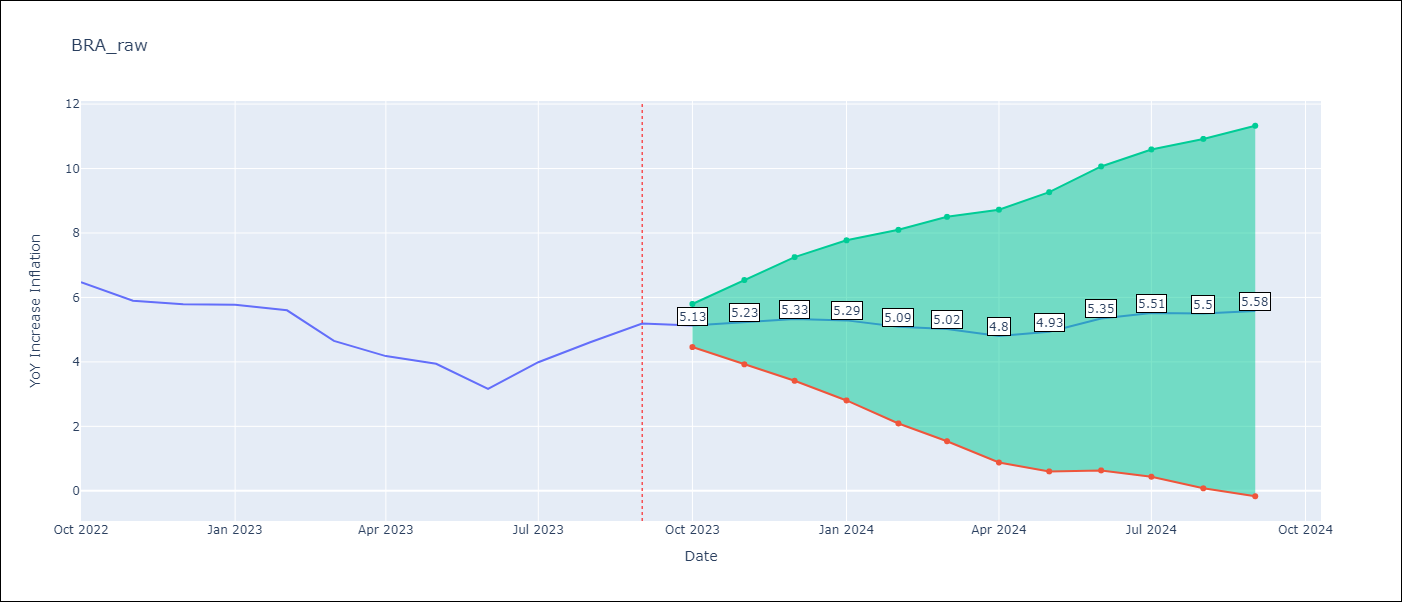 BRA_raw
YoY Increase Inflation
12
10
8
6
4
2
0
5.13
5.23
5.33
5.29
5.09
5.02
4.8
4.93
5.35
5.51
5.5
5.58
Oct 2022
Jan 2023
Apr 2023
Jul 2023
Oct 2023
Jan 2024
Apr 2024
Jul 2024
Oct 2024
Date